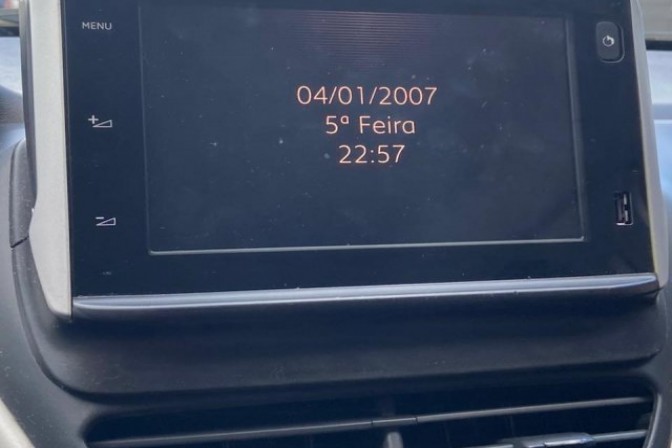 MENU
04/01/2007
5ª Feira
22:57
+
-